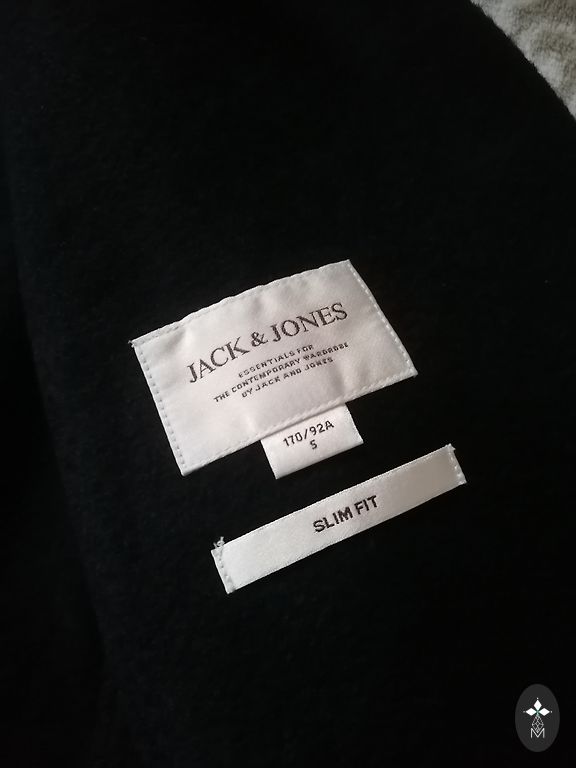 JACK & JONES
ESSENTIALS FOR
THE CONTEMPORARY WARDROBE
BY JACK AND JONES
170/92A
S
SLIM FIT
M